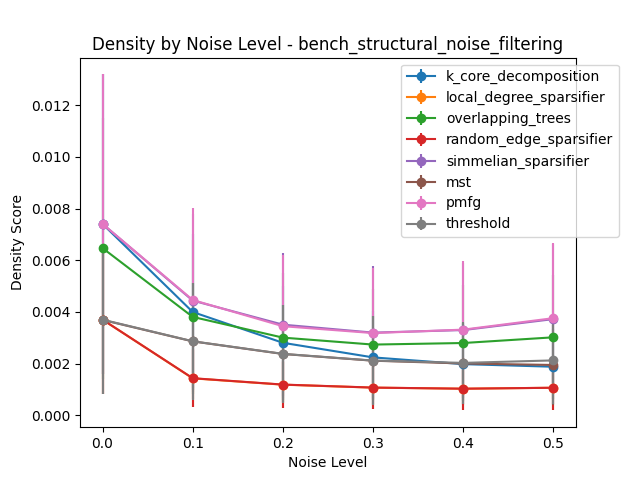 Density by Noise Level - bench_structural_noise_filtering
k_core_decomposition
local_degree_sparsifier
overlapping_trees
random_edge_sparsifier
simmelian_sparsifier
mst
pmfg
threshold
Density Score
0.012
0.010
0.008
0.006
0.004
0.002
0.000
0.0 0.1 0.2 0.3 0.4 0.5
Noise Level